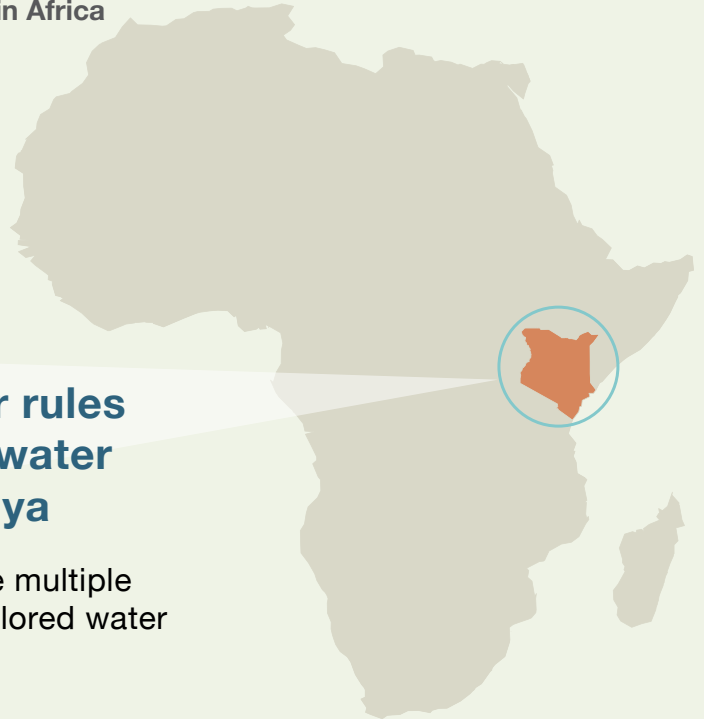 in Africa
r rules
water
ya
e multiple
lored water